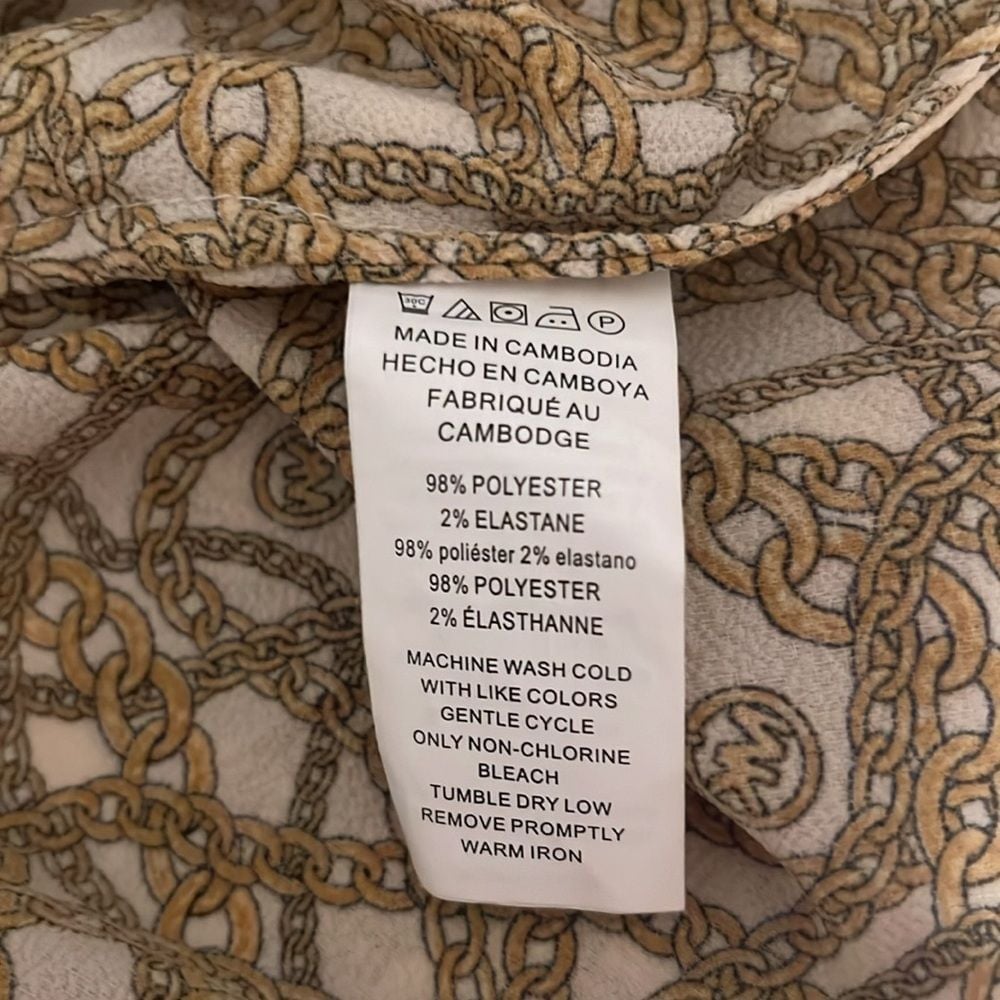 30C
P
MADE IN CAMBODIA
HECHO EN CAMBOYA
FABRIQUÉ AU
CAMBODGE
98% POLYESTER
2% ELASTANE
98% poliéster 2% elastano
98% POLYESTER
2% ÉLASTHANNE
MACHINE WASH COLD
WITH LIKE COLORS
GENTLE CYCLE
ONLY NON-CHLORINE
BLEACH
TUMBLE DRY LOW
REMOVE PROMPTLY
WARM IRON